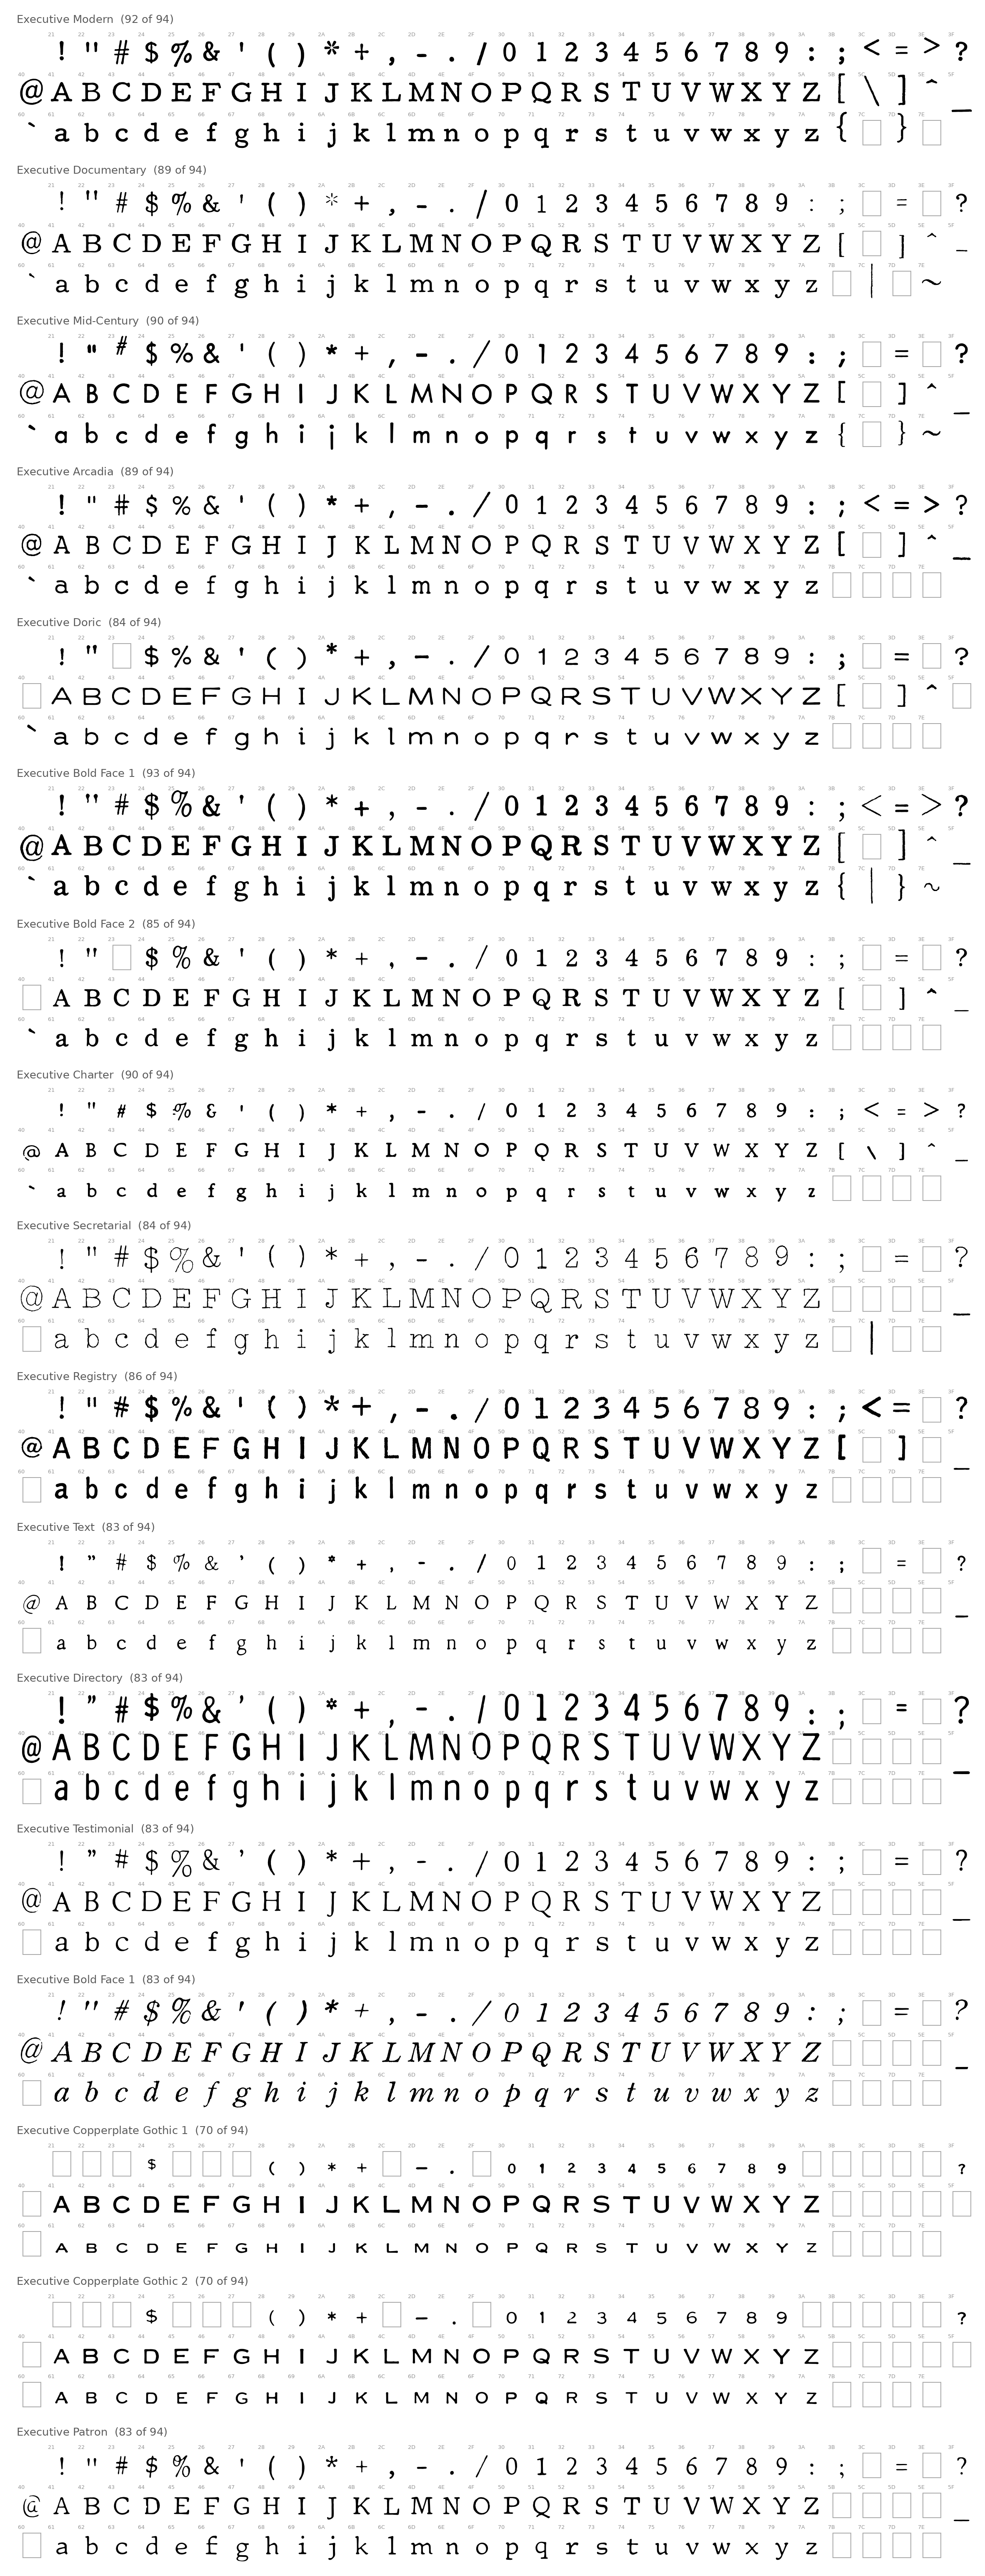 Executive Modern (92 of 94)
! " # $ % & ' ( ) * + , - . / 0 1 2 3 4 5 6 7 8 9 : ; < = > ?
@ A B C D E F G H I J K L M N O P Q R S T U V W X Y Z [ \ ] ^ _
` a b c d e f g h i j k l m n o p q r s t u v w x y z { }
Executive Documentary (89 of 94)
! " # $ % & ' ( ) * + , - . / 0 1 2 3 4 5 6 7 8 9 : ; = ?
@ A B C D E F G H I J K L M N O P Q R S T U V W X Y Z [ ] ^ _
` a b c d e f g h i j k l m n o p q r s t u v w x y z | ~
Executive Mid-Century (90 of 94)
! " # $ % & ' ( ) * + , - . / 0 1 2 3 4 5 6 7 8 9 : ; = ?
@ A B C D E F G H I J K L M N O P Q R S T U V W X Y Z [ ] ^ _
` a b c d e f g h i j k l m n o p q r s t u v w x y z { } ~
Executive Arcadia (89 of 94)
! " # $ % & ' ( ) * + , - . / 0 1 2 3 4 5 6 7 8 9 : ; < = > ?
@ A B C D E F G H I J K L M N O P Q R S T U V W X Y Z [ ] ^ _
` a b c d e f g h i j k l m n o p q r s t u v w x y z
Executive Doric (84 of 94)
! " $ % & ' ( ) * + , - . / 0 1 2 3 4 5 6 7 8 9 : ; = ?
A B C D E F G H I J K L M N O P Q R S T U V W X Y Z [ ] ^
` a b c d e f g h i j k l m n o p q r s t u v w x y z
Executive Bold Face 1 (93 of 94)
! " # $ % & ' ( ) * + , - . / 0 1 2 3 4 5 6 7 8 9 : ; < = > ?
@ A B C D E F G H I J K L M N O P Q R S T U V W X Y Z [ ] ^ _
` a b c d e f g h i j k l m n o p q r s t u v w x y z { | } ~
Executive Bold Face 2 (85 of 94)
! " $ % & ' ( ) * + , - . / 0 1 2 3 4 5 6 7 8 9 : ; = ?
A B C D E F G H I J K L M N O P Q R S T U V W X Y Z [ ] ^ _
` a b c d e f g h i j k l m n o p q r s t u v w x y z
Executive Charter (90 of 94)
! " # $ % & ' ( ) * + , - . / 0 1 2 3 4 5 6 7 8 9 : ; < = > ?
@ A B C D E F G H I J K L M N O P Q R S T U V W X Y Z [ \ ] ^ _
` a b c d e f g h i j k l m n o p q r s t u v w x y z
Executive Secretarial (84 of 94)
! " # $ % & ' ( ) * + , - . / 0 1 2 3 4 5 6 7 8 9 : ; = ?
@ A B C D E F G H I J K L M N O P Q R S T U V W X Y Z _
a b c d e f g h i j k l m n o p q r s t u v w x y z |
Executive Registry (86 of 94)
! " # $ % & ' ( ) * + , - . / 0 1 2 3 4 5 6 7 8 9 : ; < = ?
@ A B C D E F G H I J K L M N O P Q R S T U V W X Y Z [ ] _
a b c d e f g h i j k l m n o p q r s t u v w x y z
Executive Text (83 of 94)
! " # $ % & ' ( ) * + , - . / 0 1 2 3 4 5 6 7 8 9 : ; = ?
@ A B C D E F G H I J K L M N O P Q R S T U V W X Y Z _
a b c d e f g h i j k l m n o p q r s t u v w x y z
Executive Directory (83 of 94)
! " # $ % & ' ( ) * + , - . / 0 1 2 3 4 5 6 7 8 9 : ; = ?
@ A B C D E F G H I J K L M N O P Q R S T U V W X Y Z _
a b c d e f g h i j k l m n o p q r s t u v w x y z
Executive Testimonial (83 of 94)
! " # $ % & ' ( ) * + , - . / 0 1 2 3 4 5 6 7 8 9 : ; = ?
@ A B C D E F G H I J K L M N O P Q R S T U V W X Y Z _
a b c d e f g h i j k l m n o p q r s t u v w x y z
Executive Bold Face 1 (83 of 94)
! " # $ % & ' ( ) * + , - . / 0 1 2 3 4 5 6 7 8 9 : ; = ?
@ A B C D E F G H I J K L M N O P Q R S T U V W X Y Z _
a b c d e f g h i j k l m n o p q r s t u v w x y z
Executive Copperplate Gothic 1 (70 of 94)
$ ( ) * + - . 0 1 2 3 4 5 6 7 8 9 ?
A B C D E F G H I J K L M N O P Q R S T U V W X Y Z
A B C D E F G H I J K L M N O P Q R S T U V W X Y Z
Executive Copperplate Gothic 2 (70 of 94)
$ ( ) * + - . 0 1 2 3 4 5 6 7 8 9 ?
A B C D E F G H I J K L M N O P Q R S T U V W X Y Z
A B C D E F G H I J K L M N O P Q R S T U V W X Y Z
Executive Patron (83 of 94)
! " # $ % & ' ( ) * + , - . / 0 1 2 3 4 5 6 7 8 9 : ; = ?
@ A B C D E F G H I J K L M N O P Q R S T U V W X Y Z _
a b c d e f g h i j k l m n o p q r s t u v w x y z